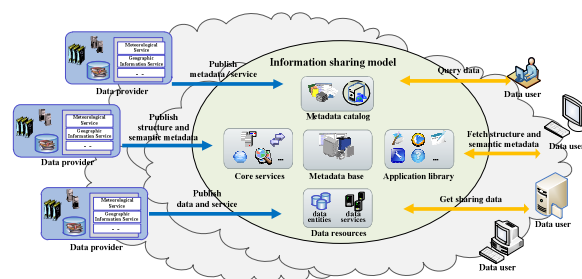 Meteorological
Service
Geographic
Information Service
- -
Data provider
Publish
metadata/service
Information sharing model
Query data
Data user
Metadata catalog
Meteorological
Service
Geographic
Information Service
- -
Data provider
Publish
structure and
semantic metadata
Core services
...
Metadata base
Application library
...
Fetch structure and
semantic metadata
Data user
Meteorological
Service
Geographic
Information Service
- -
Data provider
Publish
data and service
data
entities
data
services
Data resources
Get sharing data
Data user
Data user